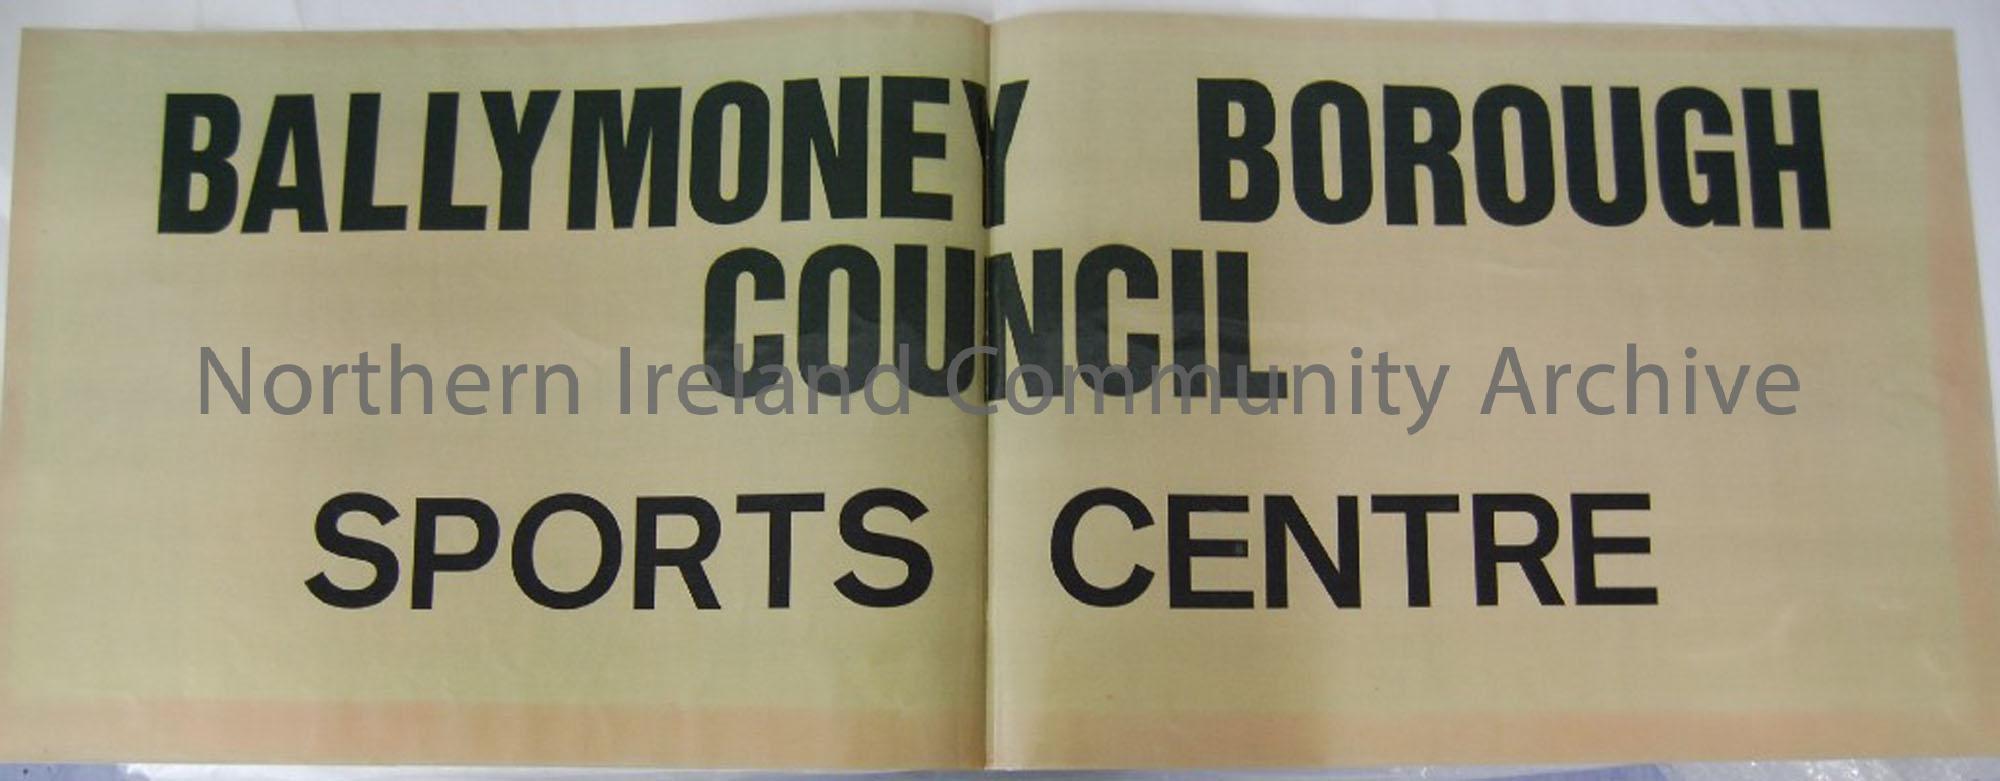 BALLYMONEY BOROUGH
COUNCIL
Northern Ireland Community Archive
SPORTS CENTRE